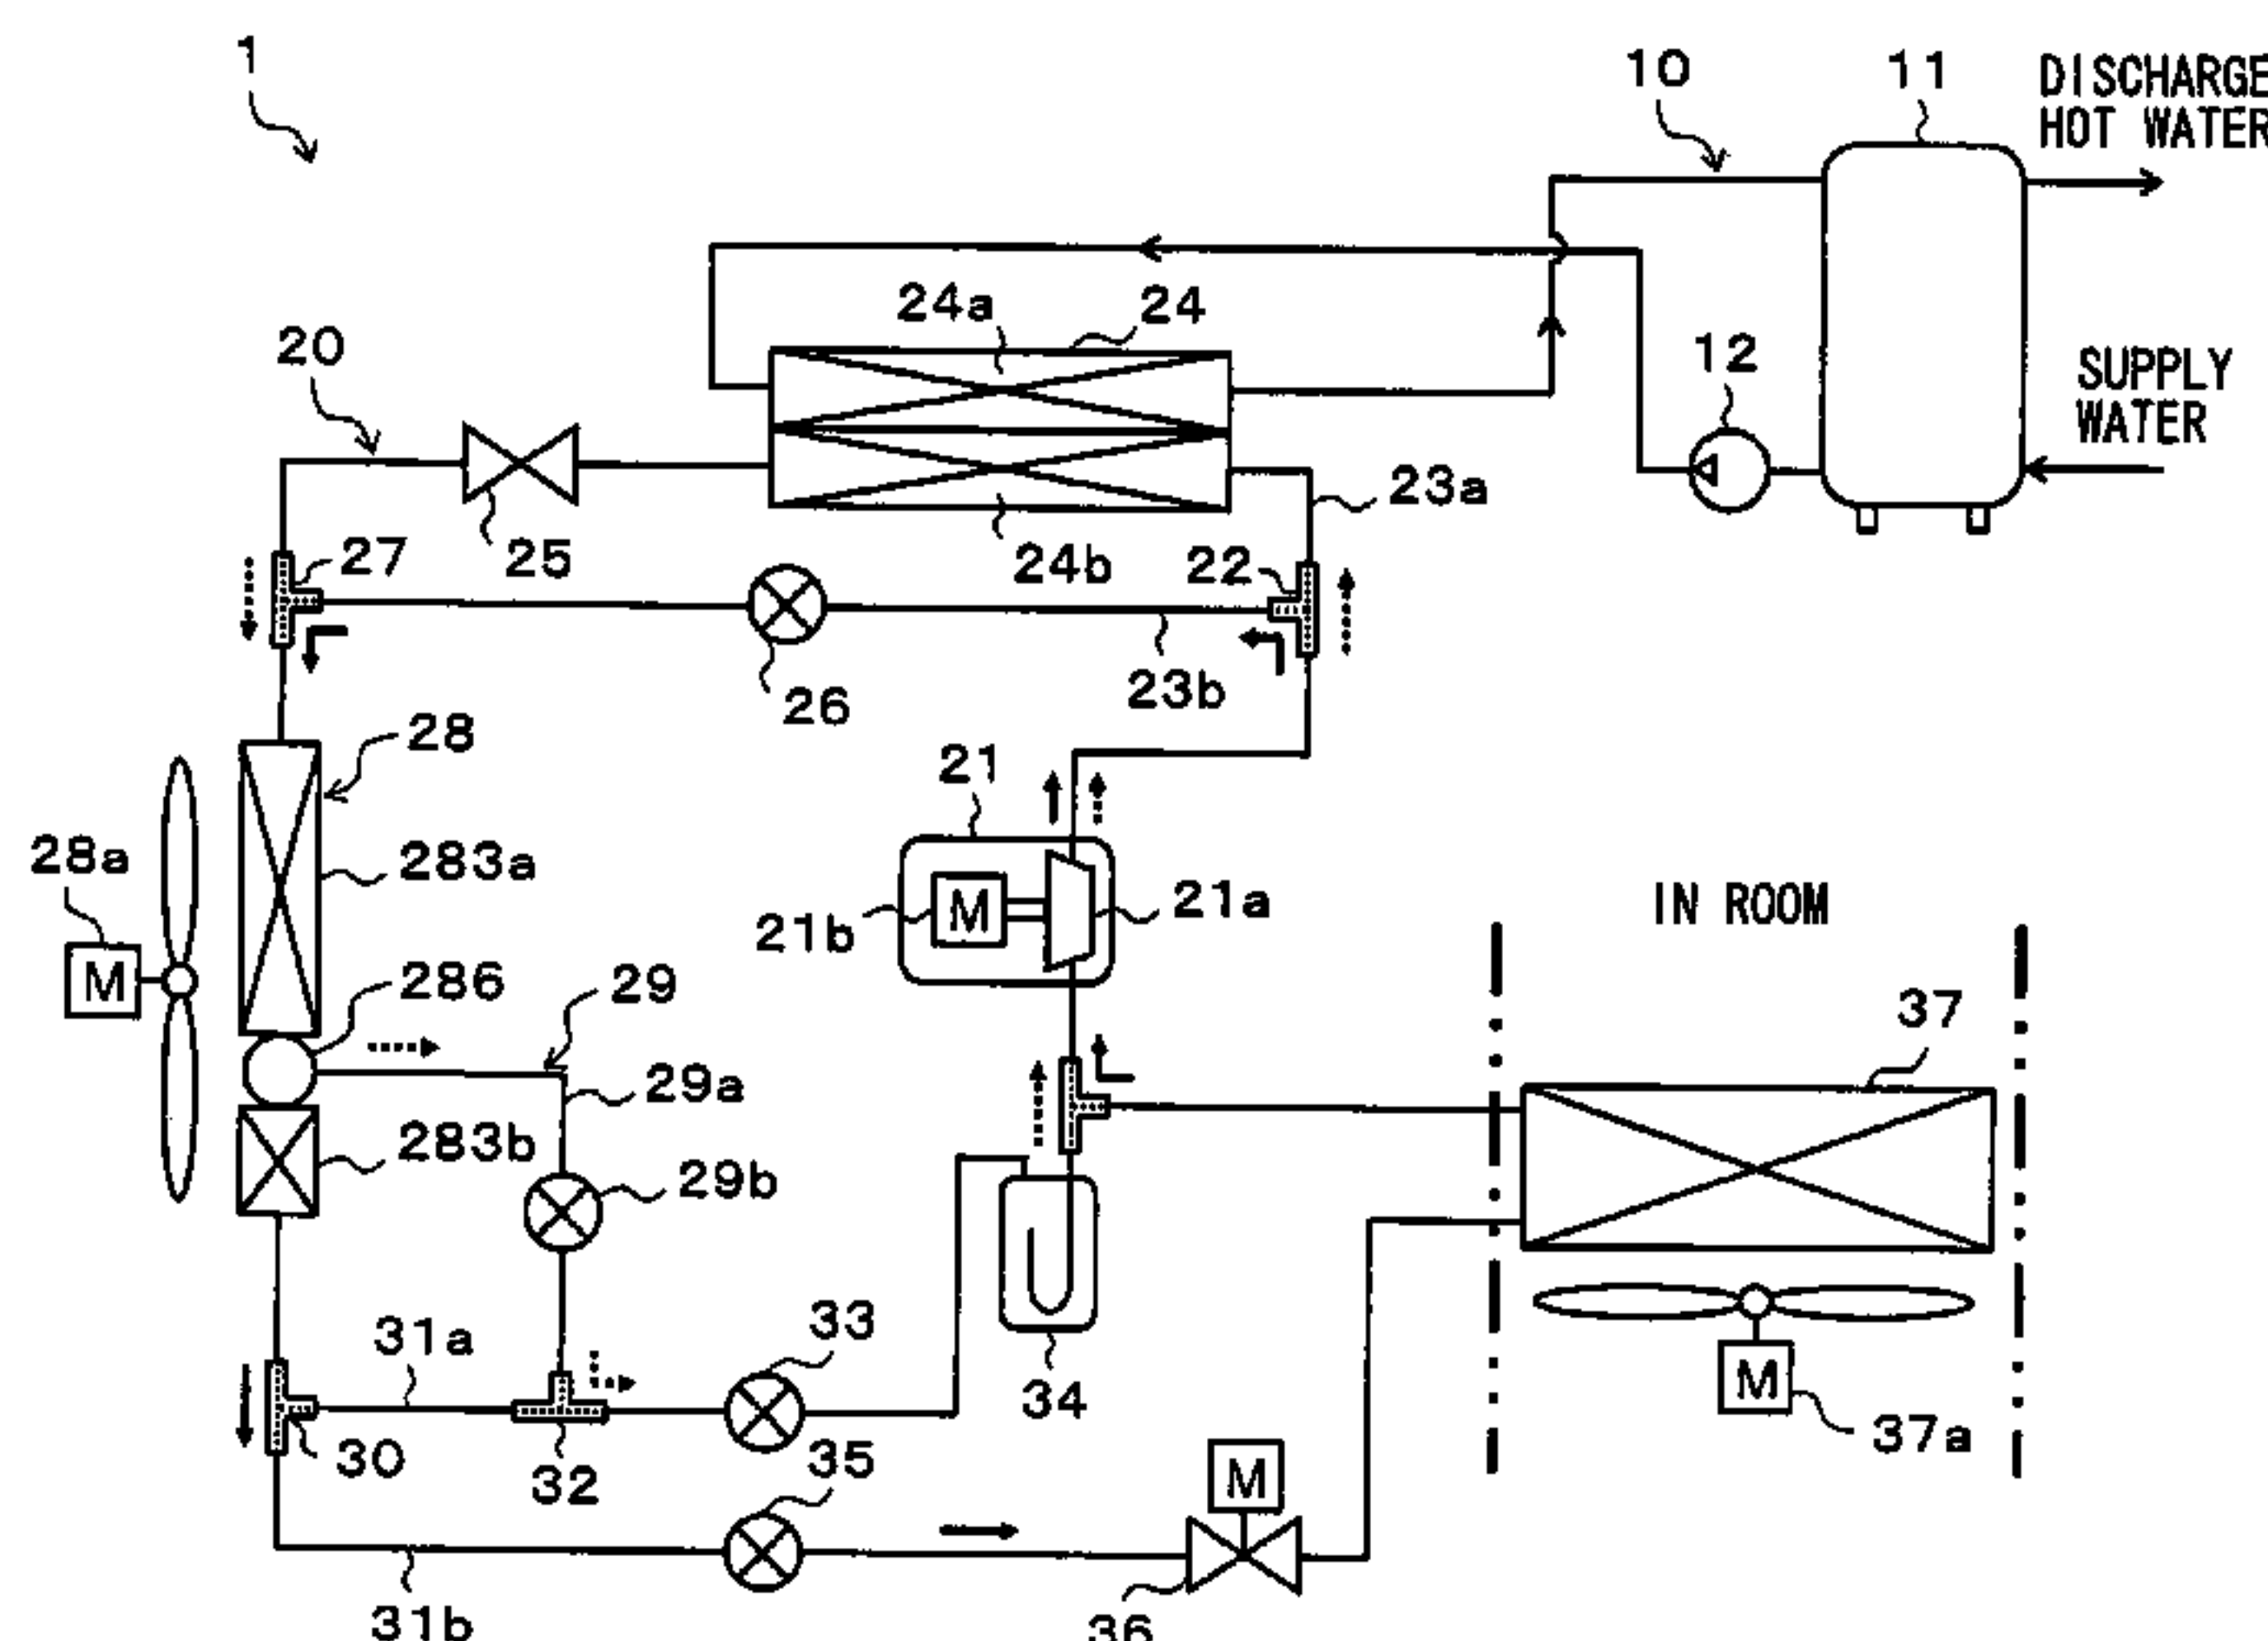 1
10
11
DISCHARGE
HOT WATER
24a
24
20
12
SUPPLY
WATER
23a
27
25
24b
22
26
23b
28
21
28a
283a
21b
M
21a
IN ROOM
M
286
29
37
29a
283b
29b
33
31a
34
M
37a
30
32
35
M
31b
36